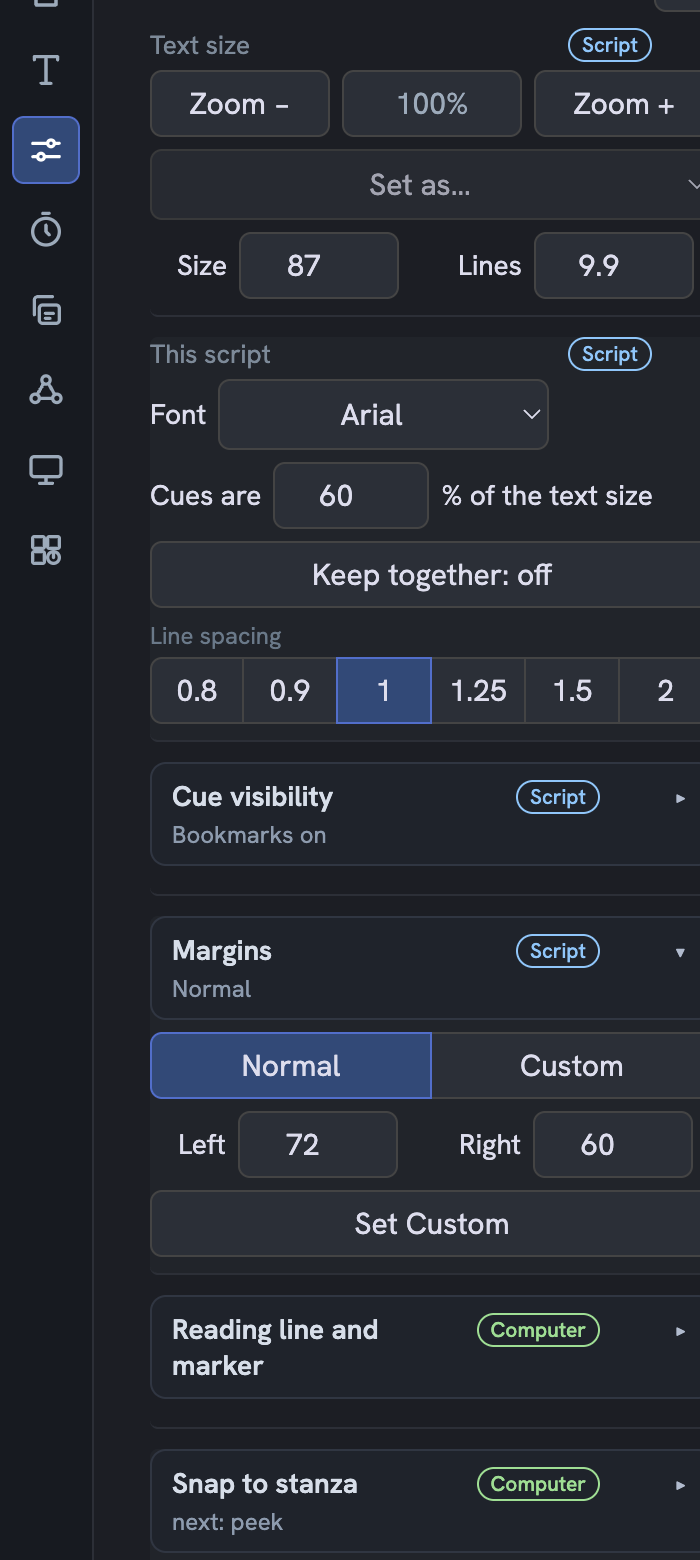 Text size Script
Zoom – 100% Zoom +
Set as...
Size 87 Lines 9.9
This script Script
Font Arial
Cues are 60 % of the text size
Keep together: off
Line spacing
0.8 0.9 1 1.25 1.5 2
Cue visibility Script
Bookmarks on
Margins Script
Normal
Normal Custom
Left 72 Right 60
Set Custom
Reading line and Computer
marker
Snap to stanza Computer
next: peek